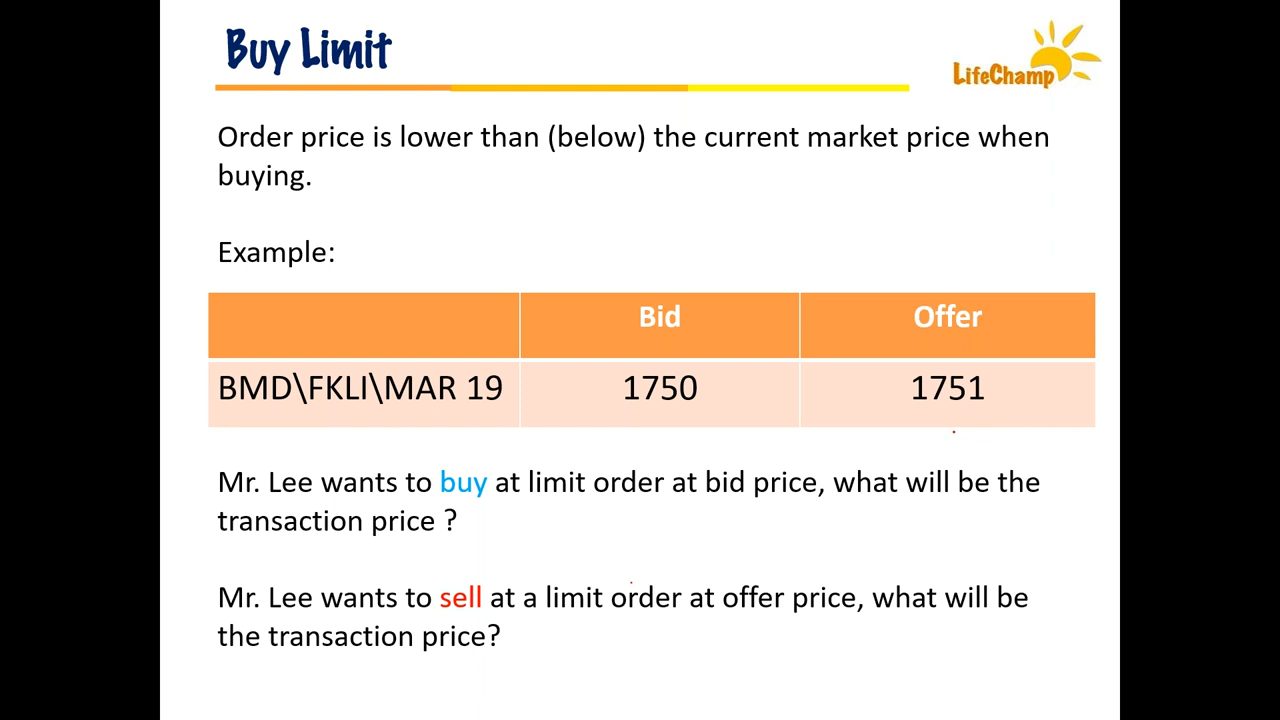 Buy Limit
LifeChamp
Order price is lower than (below) the current market price when
buying.
Example:
Bid Offer
BMD\FKLI\MAR 19 1750 1751
Mr. Lee wants to buy at limit order at bid price, what will be the
transaction price ?
Mr. Lee wants to sell at a limit order at offer price, what will be
the transaction price?